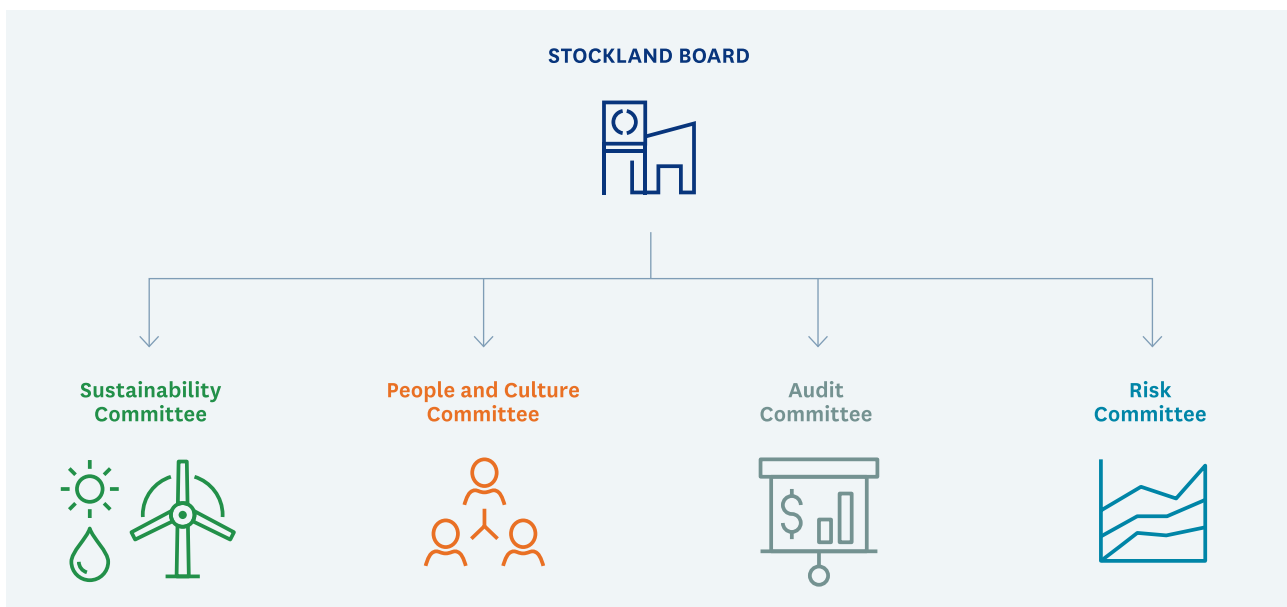 STOCKLAND BOARD
Sustainability
Committee
People and Culture
Committee
Audit
Committee
Risk
Committee
$